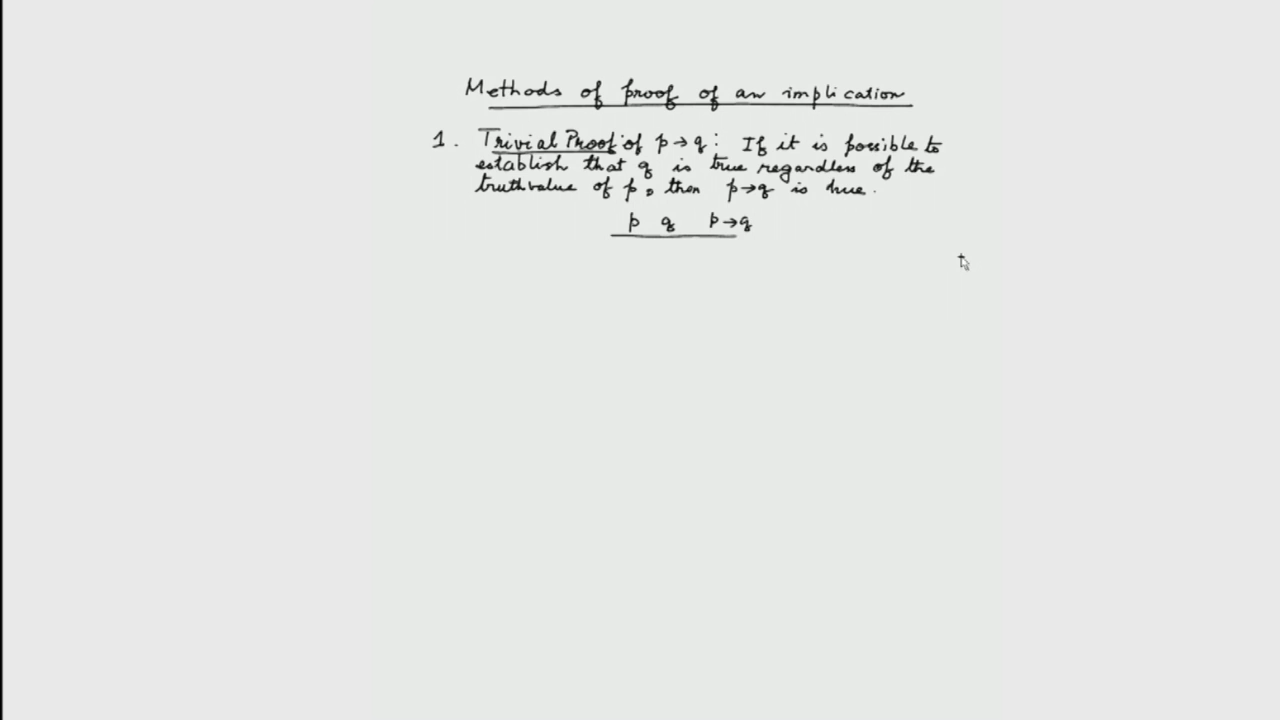 Methods of proof of an implication
1. Trivial Proof of p→q: If it is possible to
establish that q is true regardless of the
truthvalue of p, then p→q is true.
p q p→q